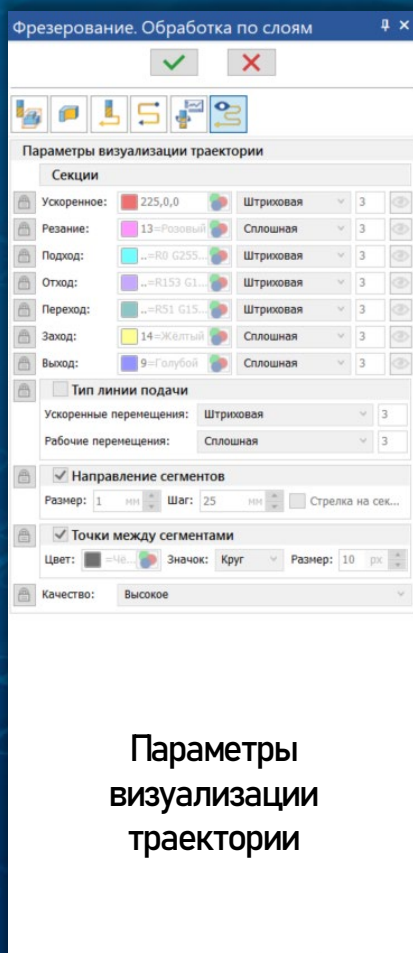 Фрезерование. Обработка по слоям
Параметры визуализации траектории
Секции
Ускоренное: 225,0,0 Штриховая 3
Резание: 13=Розовый Сплошная 3
Подход: ..=R0 G255... Штриховая 3
Отход: ..=R153 G1... Штриховая 3
Переход: ..=R51 G15... Штриховая 3
Заход: 14=Жёлтый Сплошная 3
Выход: 9=Голубой Сплошная 3
Тип линии подачи
Ускоренные перемещения: Штриховая 3
Рабочие перемещения: Сплошная 3
Направление сегментов
Размер: 1 мм Шаг: 25 мм Стрелка на сек...
Точки между сегментами
Цвет: =Че... Значок: Круг Размер: 10 px
Качество: Высокое
Параметры
визуализации
траектории